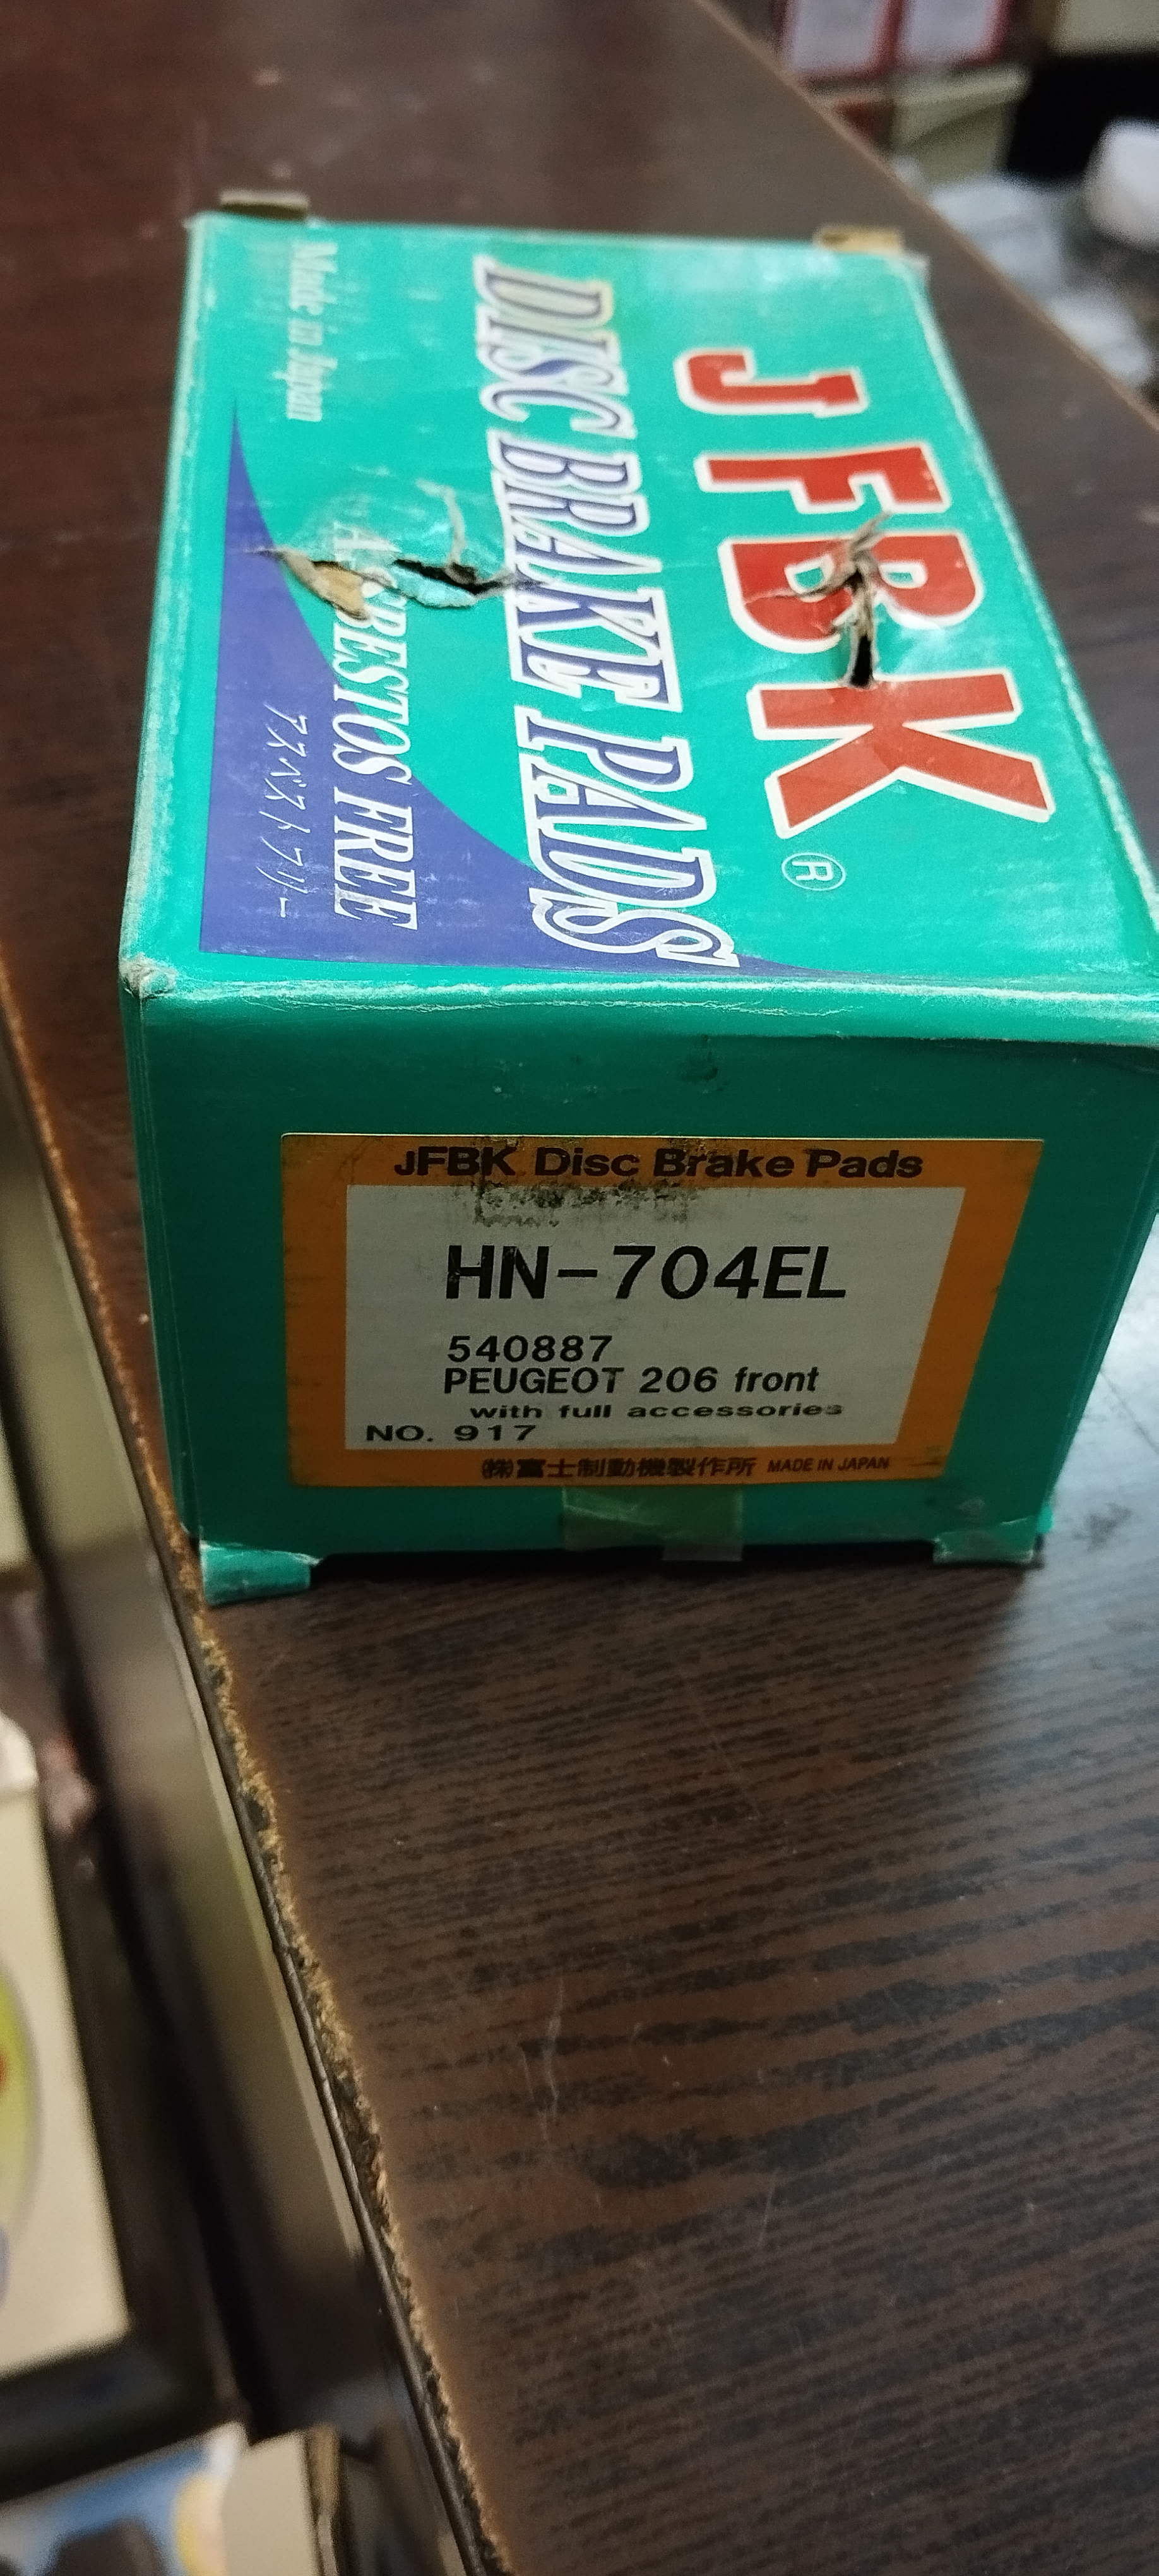 JFBK®
DISC BRAKE PADS
ASBESTOS FREE
アスベストフリー
Made in Japan
JFBK Disc Brake Pads
HN-704EL
540887
PEUGEOT 206 front
with full accessories
NO. 917
㈱富士制動機製作所 MADE IN JAPAN